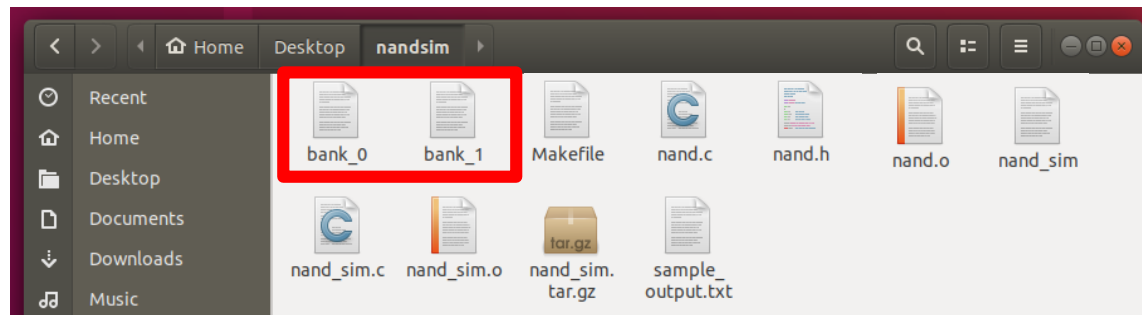 Home Desktop nandsim
Recent
Home
Desktop
Documents
Downloads
Music
bank_0 bank_1 Makefile nand.c nand.h nand.o nand_sim
nand_sim.c nand_sim.o nand_sim. sample_
tar.gz output.txt
tar.gz